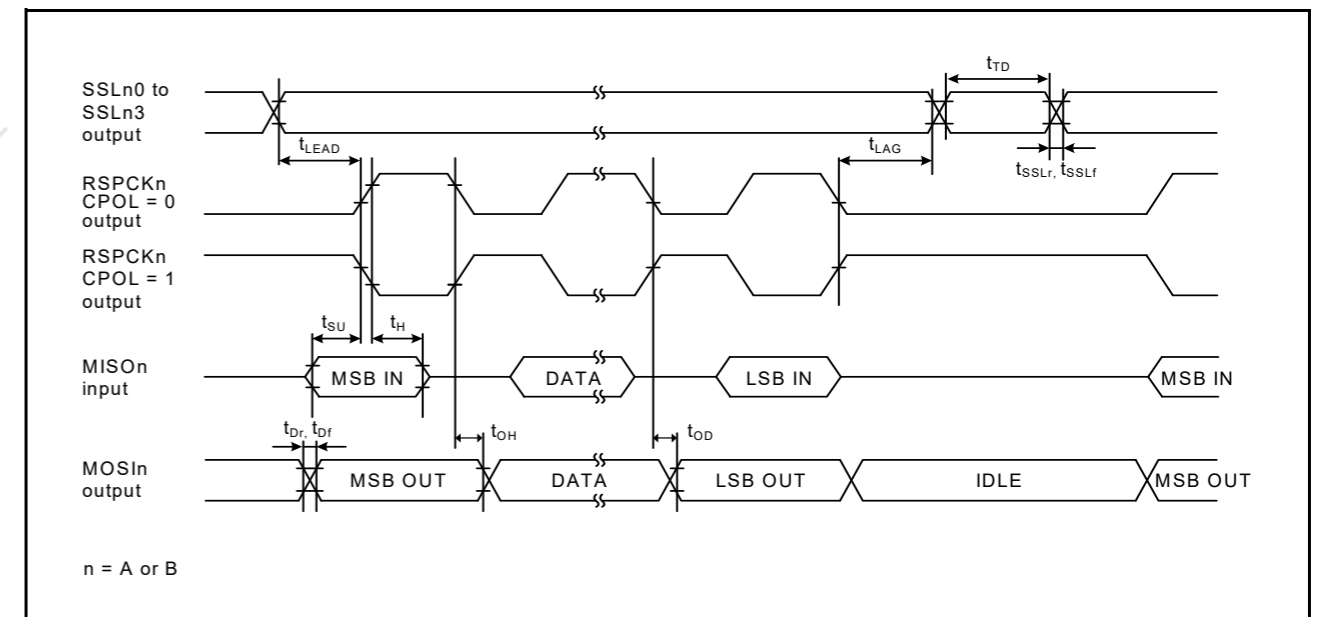 SSLn0 to
SSLn3
output
tTD
tLEAD
tLAG
tSSLr, tSSLf
RSPCKn
CPOL = 0
output
RSPCKn
CPOL = 1
output
tSU
tH
MISOn
input
MSB IN
DATA
LSB IN
MSB IN
tDr, tDf
tOH
tOD
MOSIn
output
MSB OUT
DATA
LSB OUT
IDLE
MSB OUT
n = A or B